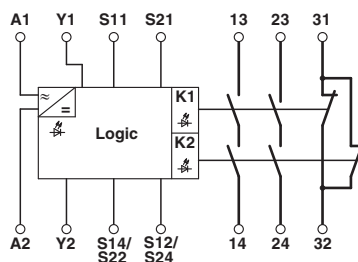 A1 Y1 S11 S21 13 23 31
≈
=
K1
Logic
K2
A2 Y2 S14/ S12/ 14 24 32
S22 S24